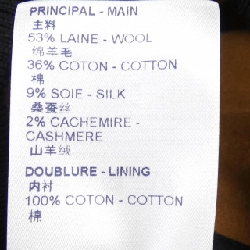 PRINCIPAL - MAIN
主料
53% LAINE - WOOL
绵羊毛
36% COTON - COTTON
棉
9% SOIE - SILK
桑蚕丝
2% CACHEMIRE -
CASHMERE
山羊绒
DOUBLURE - LINING
内衬
100% COTON - COTTON
棉